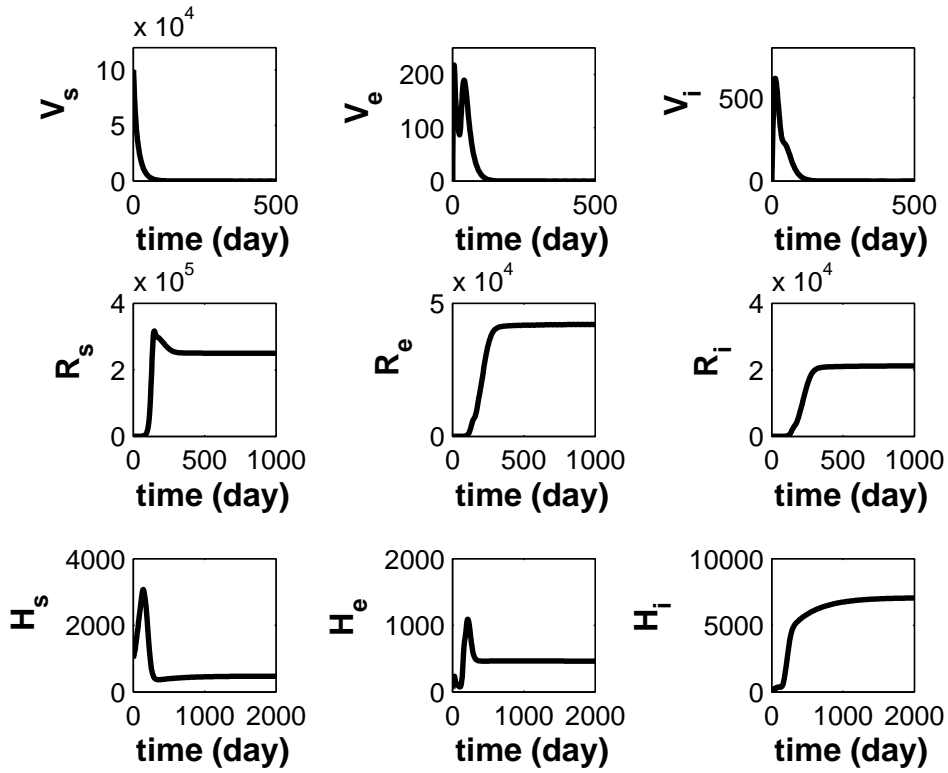 x 10^4
V_s
10
5
0
0 500
time (day)
V_e
200
100
0
0 500
time (day)
V_i
500
0
0 500
time (day)
x 10^5
R_s
4
2
0
0 500 1000
time (day)
x 10^4
R_e
5
0
0 500 1000
time (day)
x 10^4
R_i
4
2
0
0 500 1000
time (day)
H_s
4000
2000
0
0 1000 2000
time (day)
H_e
2000
1000
0
0 1000 2000
time (day)
H_i
10000
5000
0
0 1000 2000
time (day)